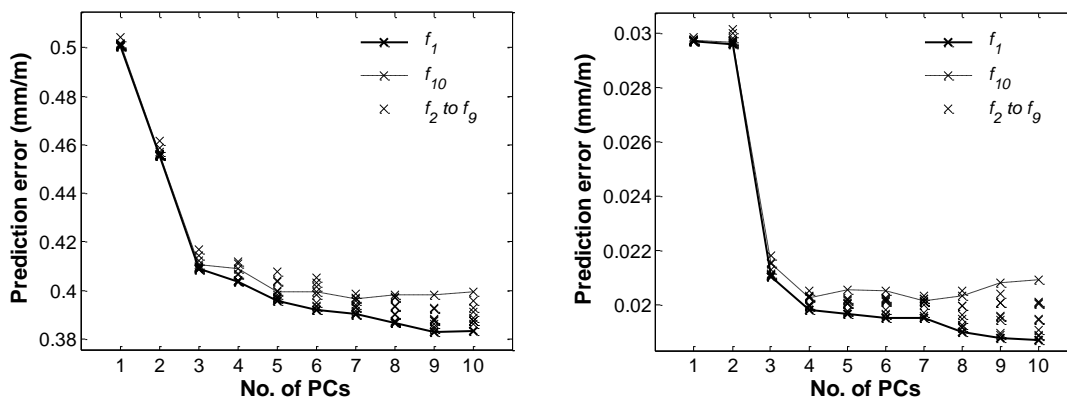 0.5
0.48
0.46
0.44
0.42
0.4
0.38
Prediction error (mm/m)
f1
f10
f2 to f9
1 2 3 4 5 6 7 8 9 10
No. of PCs
0.03
0.028
0.026
0.024
0.022
0.02
Prediction error (mm/m)
f1
f10
f2 to f9
1 2 3 4 5 6 7 8 9 10
No. of PCs